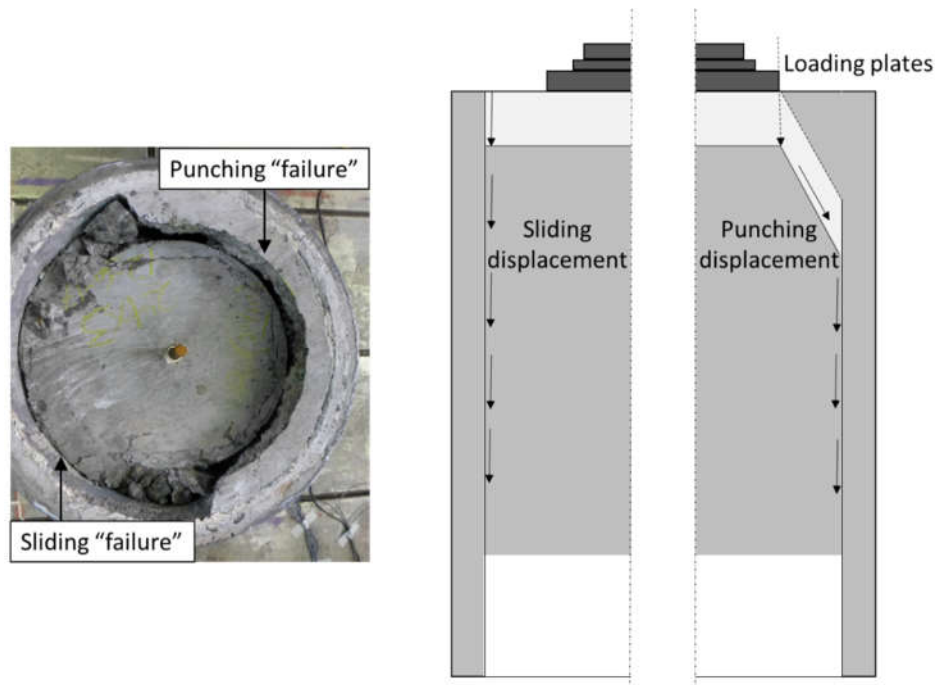 Punching “failure”
Sliding “failure”
Loading plates
Sliding
displacement
Punching
displacement